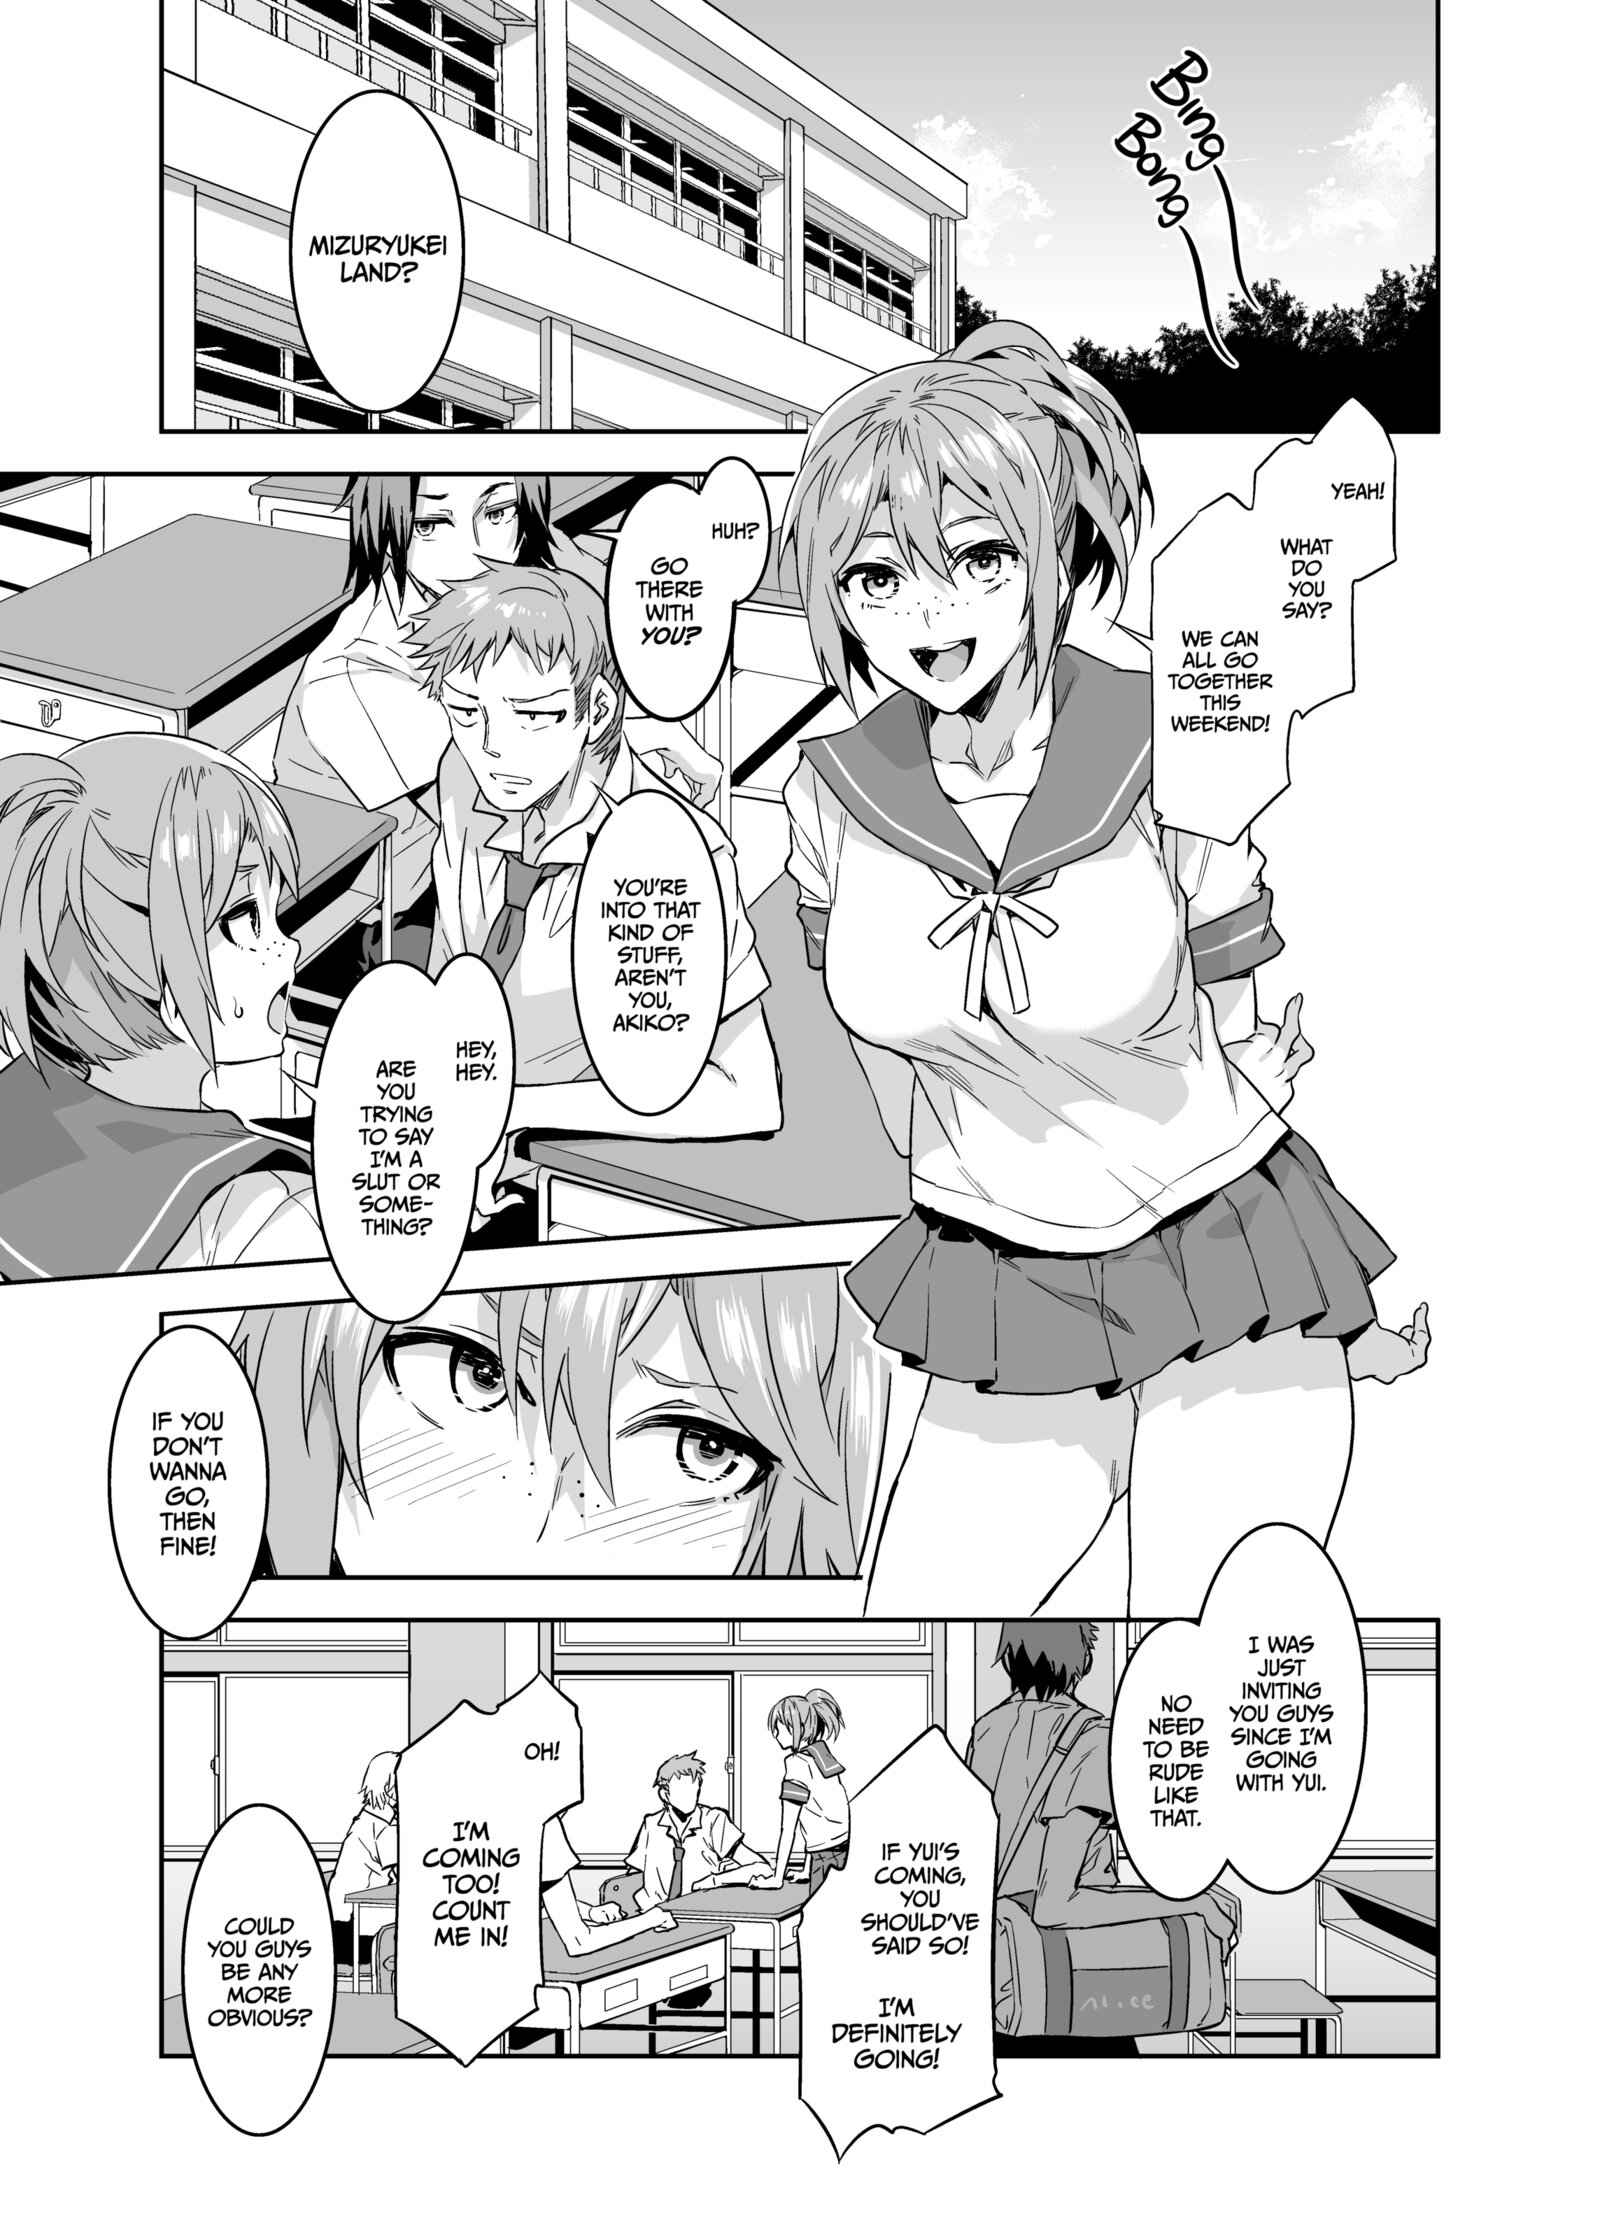 Bing
Bong
MIZURYUKEI
LAND?
YEAH!
WHAT
DO
YOU
SAY?
WE CAN
ALL GO
TOGETHER
THIS
WEEKEND!
HUH?
GO
THERE
WITH
YOU?
YOU'RE
INTO THAT
KIND OF
STUFF,
AREN'T
YOU,
AKIKO?
HEY,
HEY.
ARE
YOU
TRYING
TO SAY
I'M A
SLUT OR
SOME-
THING?
IF YOU
DON'T
WANNA
GO,
THEN
FINE!
I WAS
JUST
INVITING
YOU GUYS
SINCE I'M
GOING
WITH YUI.
NO
NEED
TO BE
RUDE
LIKE
THAT.
IF YUI'S
COMING,
YOU
SHOULD'VE
SAID SO!
I'M
DEFINITELY
GOING!
OH!
I'M
COMING
TOO!
COUNT
ME IN!
COULD
YOU GUYS
BE ANY
MORE
OBVIOUS?